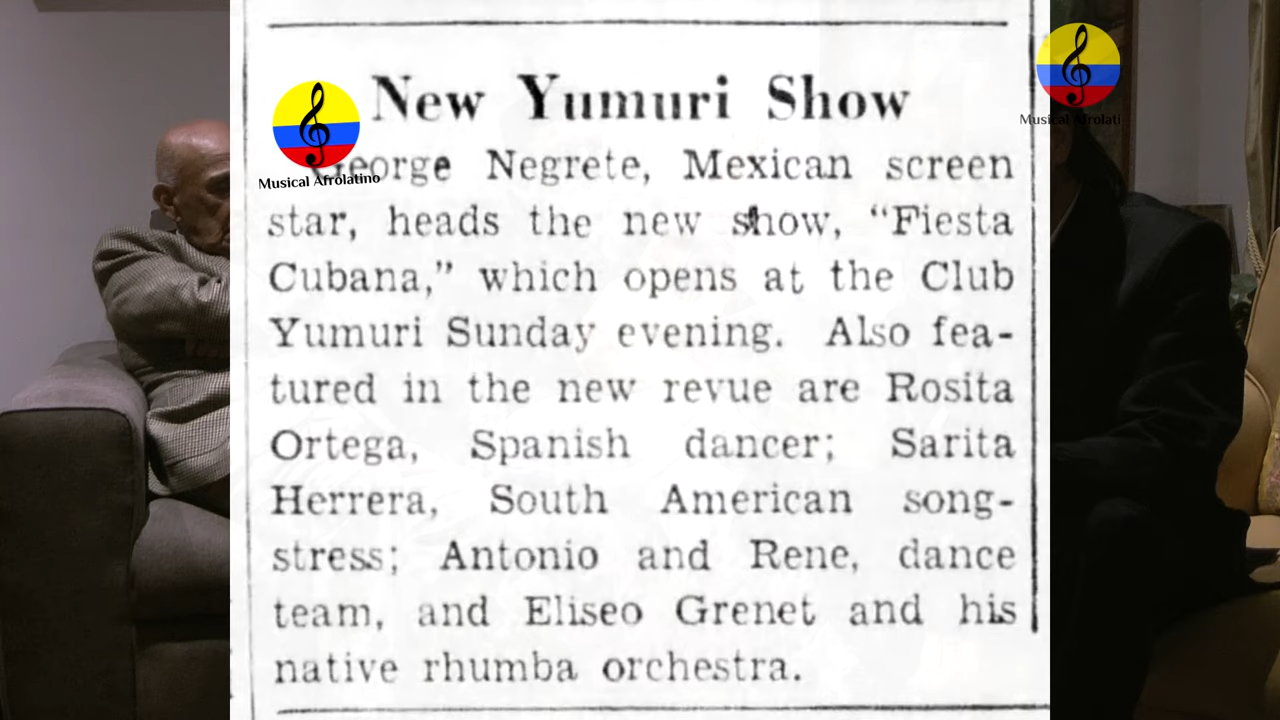 New Yumuri Show
George Negrete, Mexican screen
star, heads the new show, “Fiesta
Cubana,” which opens at the Club
Yumuri Sunday evening. Also fea-
tured in the new revue are Rosita
Ortega, Spanish dancer; Sarita
Herrera, South American song-
stress; Antonio and Rene, dance
team, and Eliseo Grenet and his
native rhumba orchestra.
Musical Afrolatino
Musical Afrolati